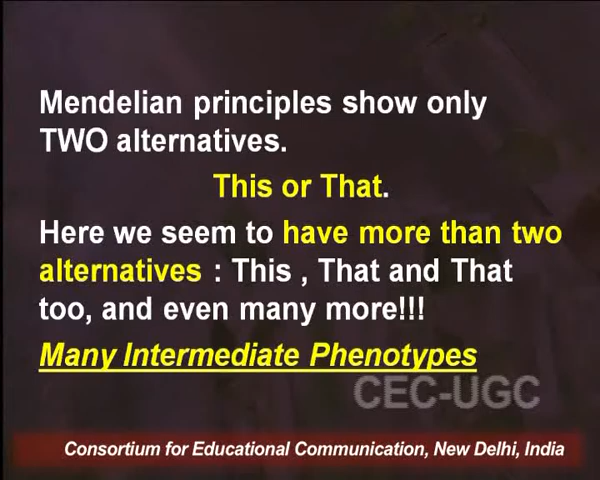 Mendelian principles show only
TWO alternatives.
This or That.
Here we seem to have more than two
alternatives : This , That and That
too, and even many more!!!
Many Intermediate Phenotypes
CEC-UGC
Consortium for Educational Communication, New Delhi, India